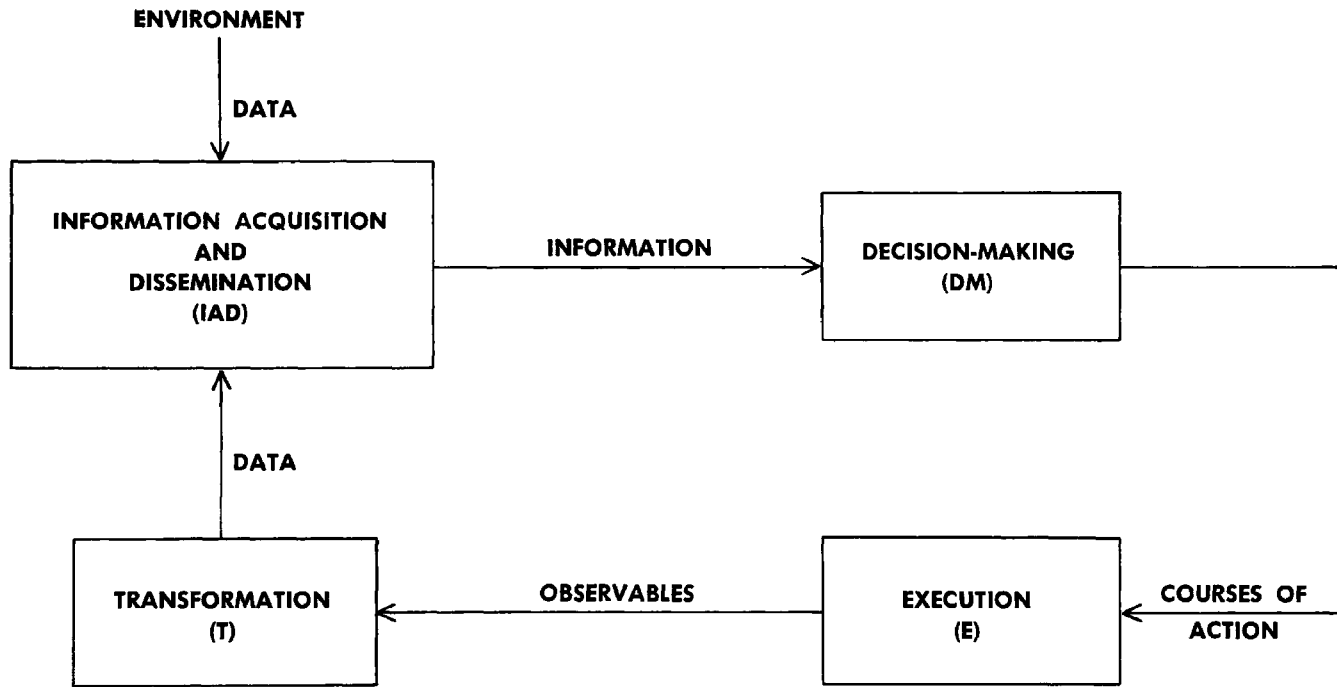 ENVIRONMENT
DATA
INFORMATION ACQUISITION
AND
DISSEMINATION
(IAD)
INFORMATION
DECISION-MAKING
(DM)
DATA
TRANSFORMATION
(T)
OBSERVABLES
EXECUTION
(E)
COURSES OF
ACTION